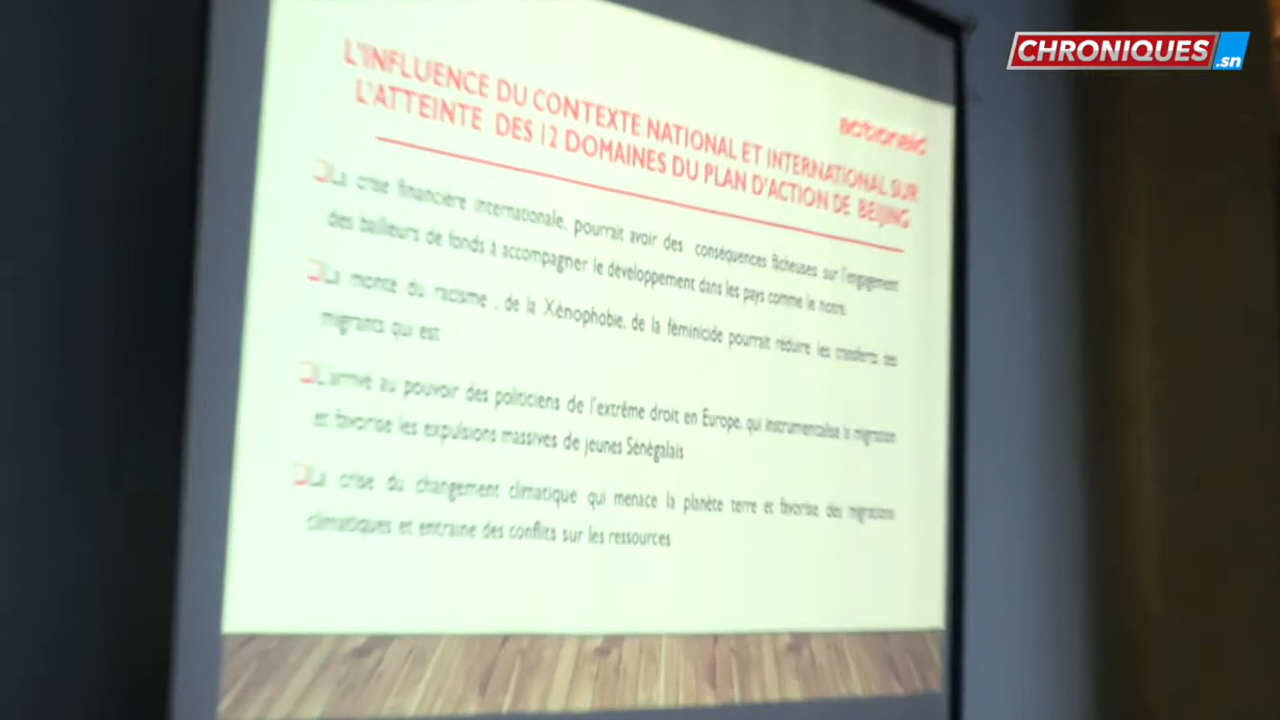 CHRONIQUES.sn
actionaid
L'INFLUENCE DU CONTEXTE NATIONAL ET INTERNATIONAL SUR
L'ATTEINTE DES 12 DOMAINES DU PLAN D'ACTION DE BEIJING
La crise financière internationale, pourrait avoir des conséquences fâcheuses sur l'engagement
des bailleurs de fonds à accompagner le développement dans les pays comme le notre
La monté du racisme , de la Xénophobie, de la féminicide pourrait réduire les transferts des
migrants qui est
L'arrivé au pouvoir des politiciens de l'extrême droit en Europe, qui instrumentalise la migration
et favorise les expulsions massives de jeunes Sénégalais
La crise du changement climatique qui menace la planète terre et favorise des migrations
climatiques et entraine des conflits sur les ressources